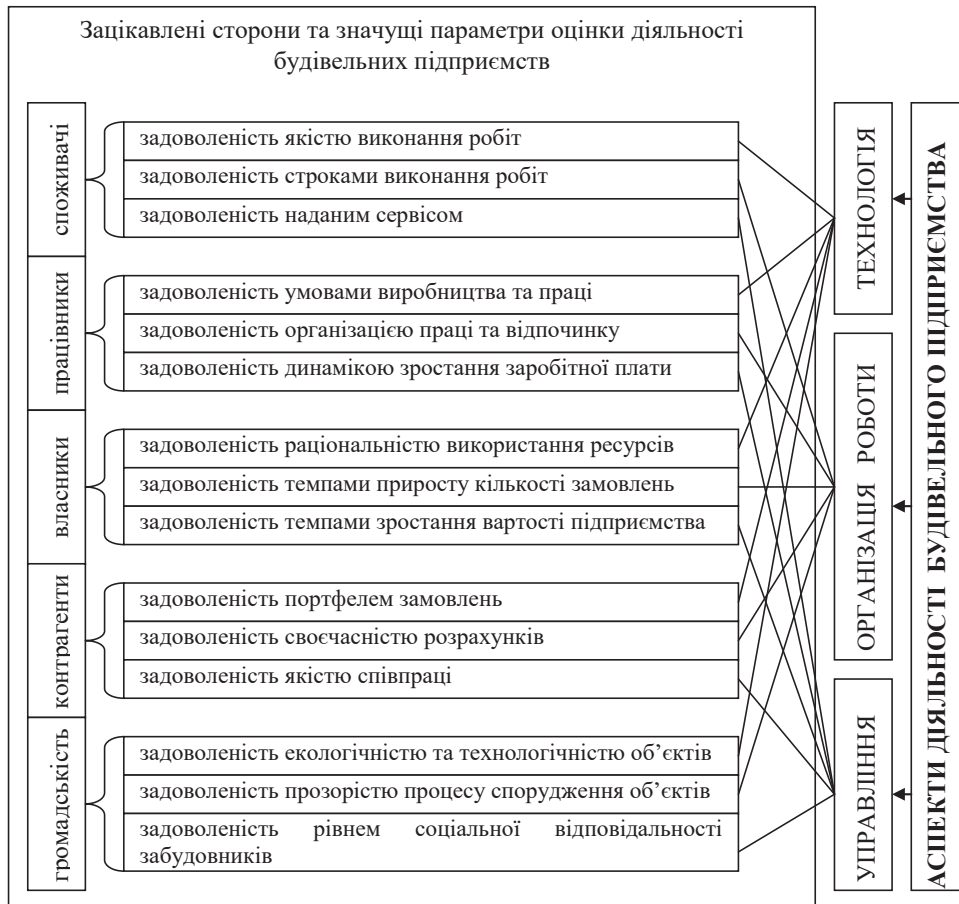 Зацікавлені сторони та значущі параметри оцінки діяльності
будівельних підприємств
споживачі
задоволеність якістю виконання робіт
задоволеність строками виконання робіт
задоволеність наданим сервісом
працівники
задоволеність умовами виробництва та праці
задоволеність організацією праці та відпочинку
задоволеність динамікою зростання заробітної плати
власники
задоволеність раціональністю використання ресурсів
задоволеність темпами приросту кількості замовлень
задоволеність темпами зростання вартості підприємства
контрагенти
задоволеність портфелем замовлень
задоволеність своєчасністю розрахунків
задоволеність якістю співпраці
громадськість
задоволеність екологічністю та технологічністю об’єктів
задоволеність прозорістю процесу спорудження об’єктів
задоволеність рівнем соціальної відповідальності
забудовників
ТЕХНОЛОГІЯ
ОРГАНІЗАЦІЯ РОБОТИ
УПРАВЛІННЯ
АСПЕКТИ ДІЯЛЬНОСТІ БУДІВЕЛЬНОГО ПІДПРИЄМСТВА